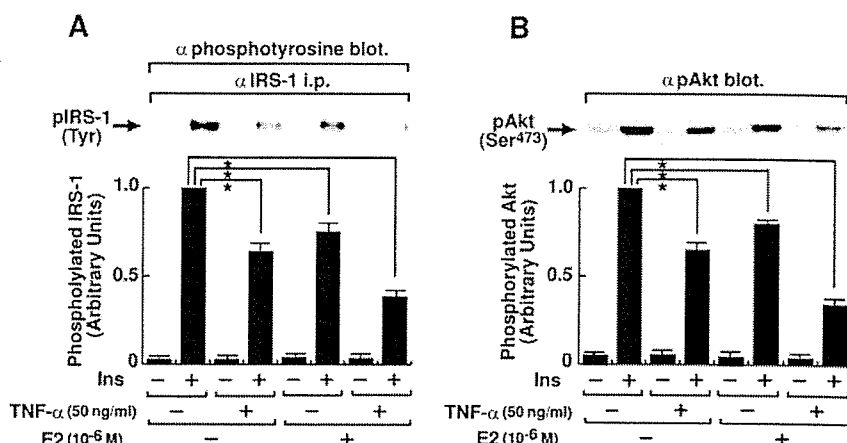 A
α phosphotyrosine blot.
α IRS-1 i.p.
pIRS-1
(Tyr)
Phospholylated IRS-1
(Arbitrary Units)
1.0
0.5
0
*
*
*
Ins − + − + − + − +
TNF-α (50 ng/ml) − + − +
E2 (10-6 M) − +
B
α pAkt blot.
pAkt
(Ser473)
Phosphorylated Akt
(Arbitrary Units)
1.0
0.5
0
*
*
*
Ins − + − + − + − +
TNF-α (50 ng/ml) − + − +
E2 (10-6 M) − +